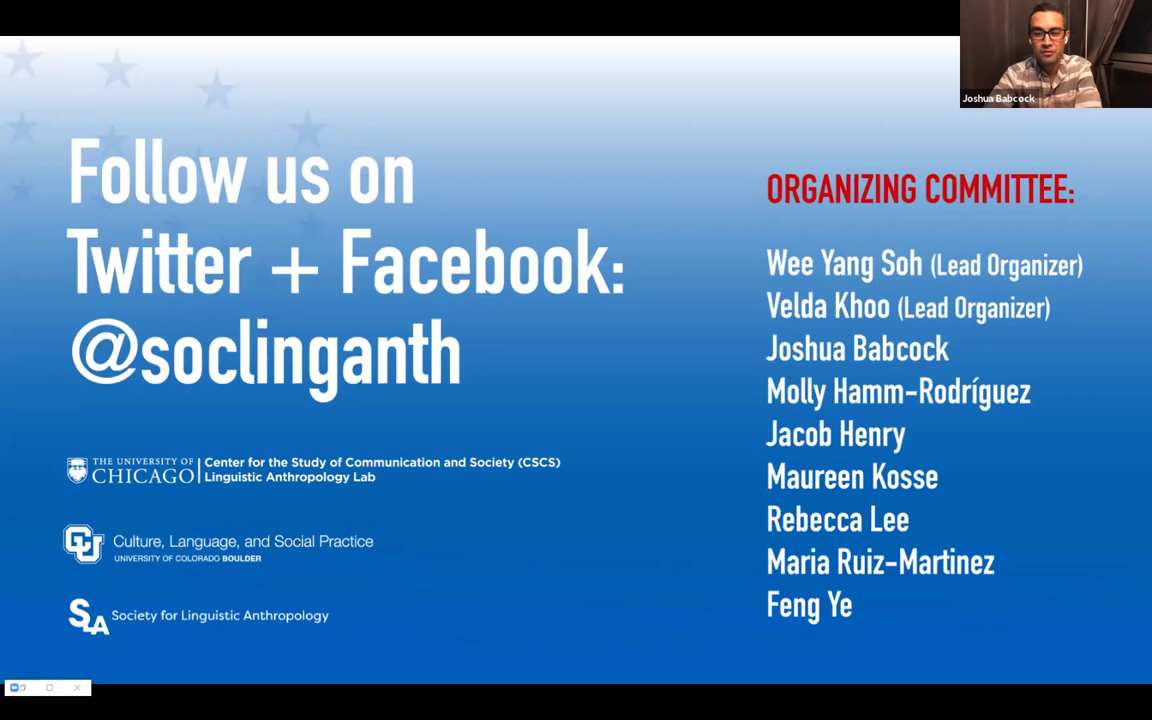 Joshua Babcock
Follow us on
Twitter + Facebook:
@soclinganth
THE UNIVERSITY OF
CHICAGO
Center for the Study of Communication and Society (CSCS)
Linguistic Anthropology Lab
CU
Culture, Language, and Social Practice
UNIVERSITY OF COLORADO BOULDER
SLA
Society for Linguistic Anthropology
ORGANIZING COMMITTEE:
Wee Yang Soh (Lead Organizer)
Velda Khoo (Lead Organizer)
Joshua Babcock
Molly Hamm-Rodríguez
Jacob Henry
Maureen Kosse
Rebecca Lee
Maria Ruiz-Martinez
Feng Ye